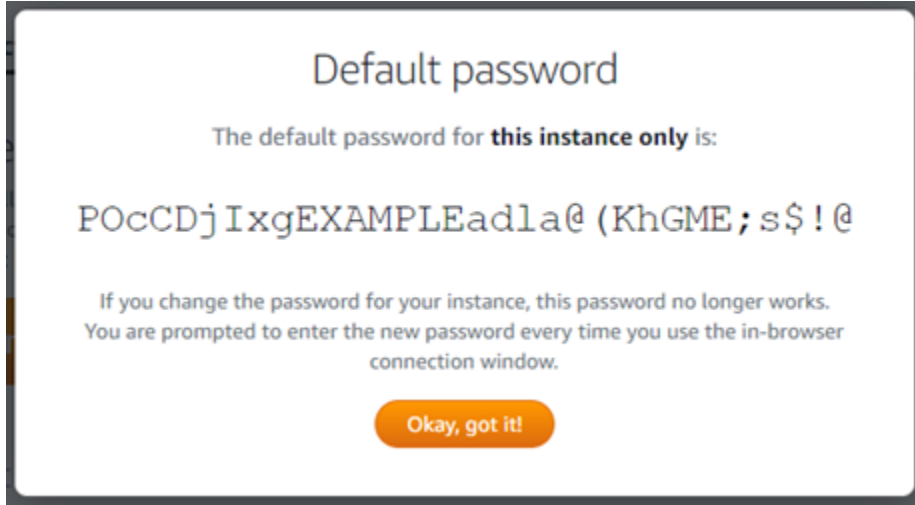 Default password
The default password for this instance only is:
POcCDjIxgEXAMPLEadla@(KhGME;s$!@
If you change the password for your instance, this password no longer works.
You are prompted to enter the new password every time you use the in-browser
connection window.
Okay, got it!